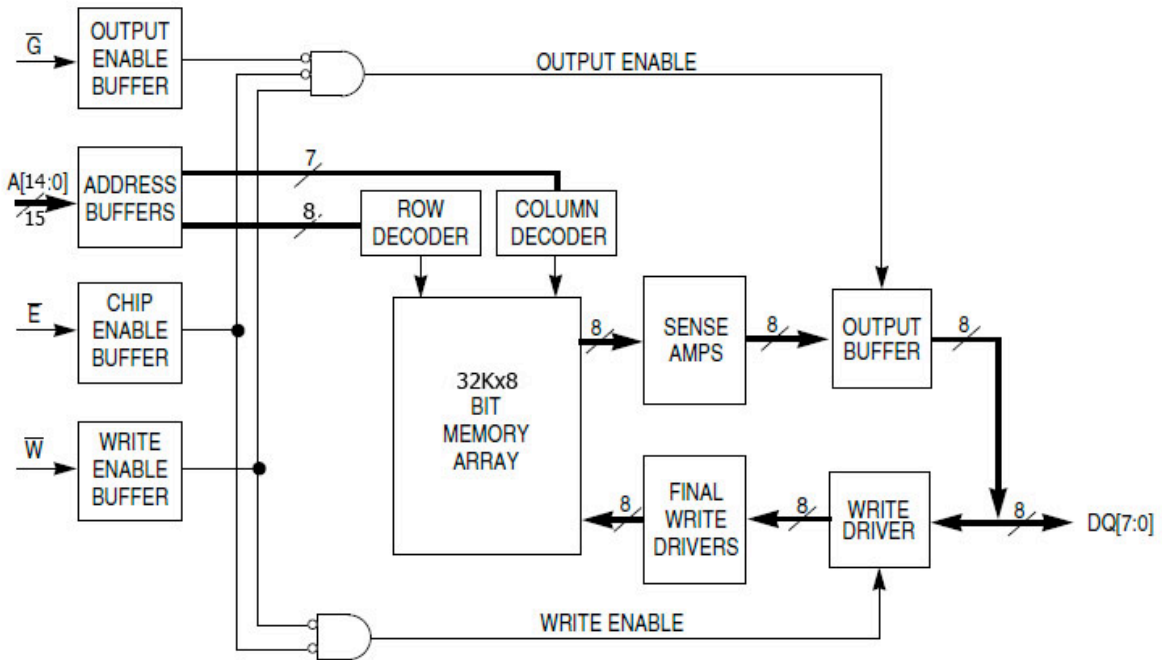 G̅
OUTPUT
ENABLE
BUFFER
OUTPUT ENABLE
A[14:0]
15
ADDRESS
BUFFERS
7
8
ROW
DECODER
COLUMN
DECODER
E̅
CHIP
ENABLE
BUFFER
32Kx8
BIT
MEMORY
ARRAY
8
SENSE
AMPS
8
OUTPUT
BUFFER
8
W̅
WRITE
ENABLE
BUFFER
8
FINAL
WRITE
DRIVERS
8
WRITE
DRIVER
8
DQ[7:0]
WRITE ENABLE